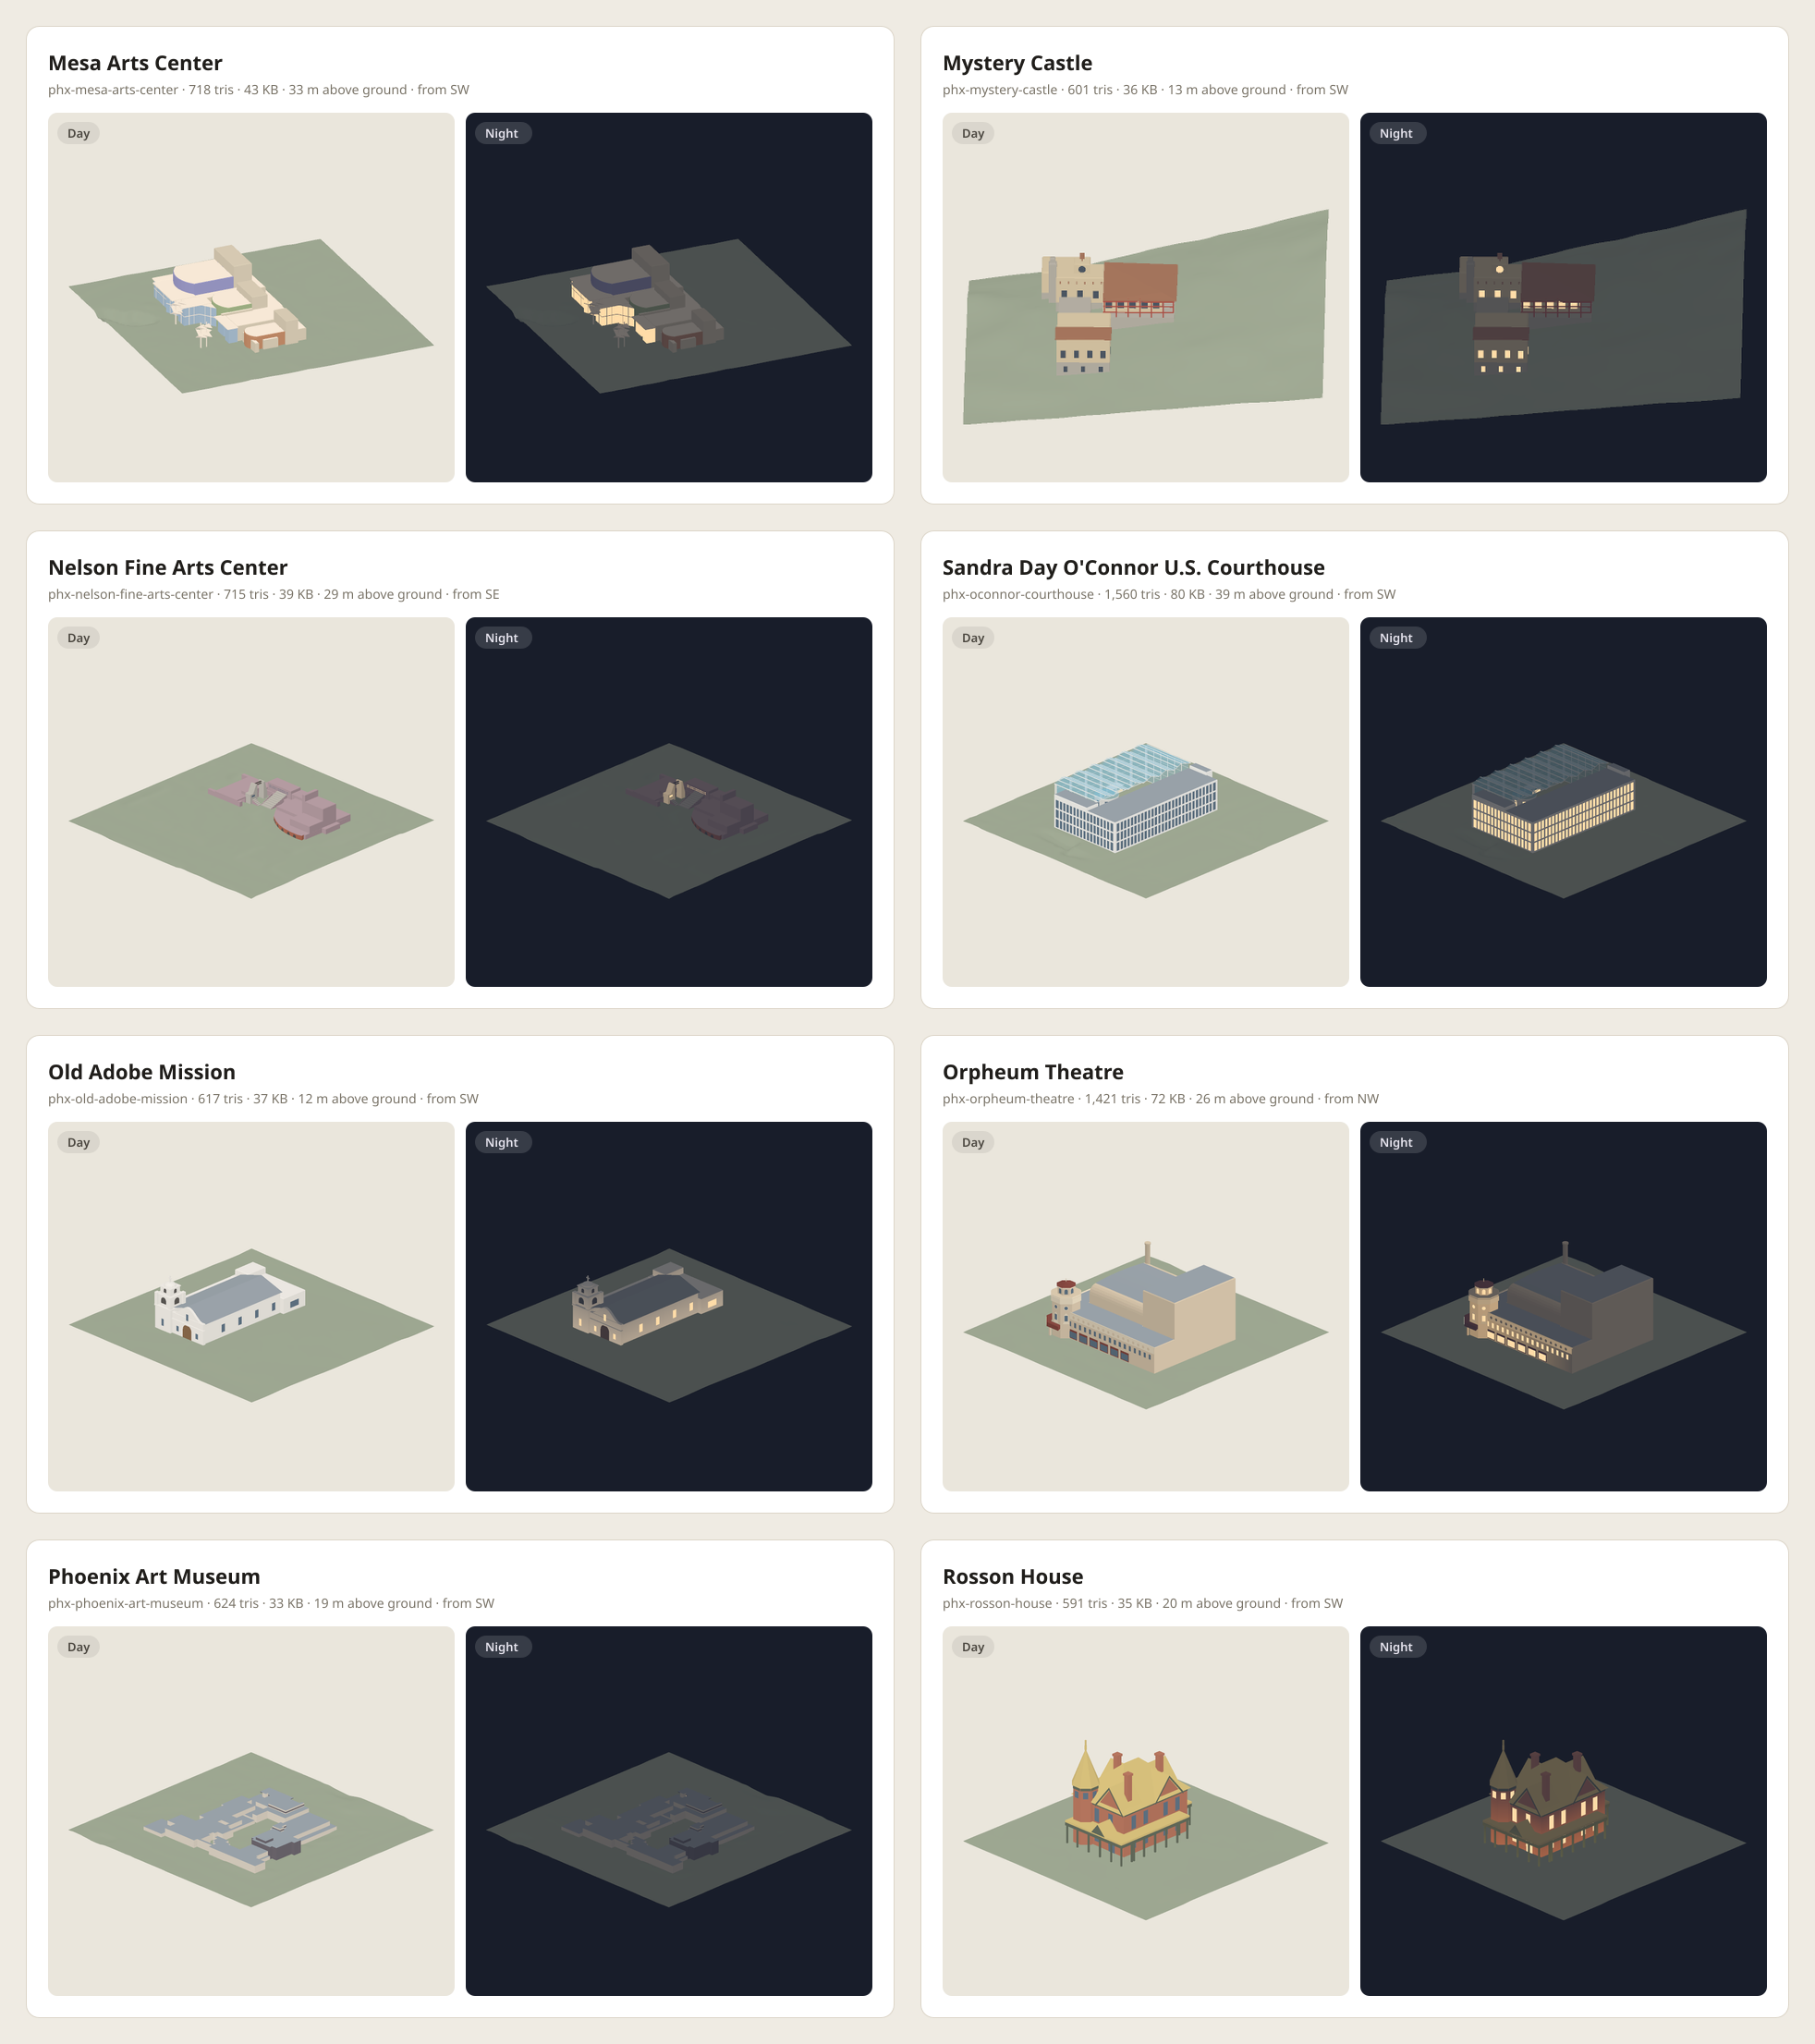 Mesa Arts Center
phx-mesa-arts-center · 718 tris · 43 KB · 33 m above ground · from SW
Day
Night
Mystery Castle
phx-mystery-castle · 601 tris · 36 KB · 13 m above ground · from SW
Day
Night
Nelson Fine Arts Center
phx-nelson-fine-arts-center · 715 tris · 39 KB · 29 m above ground · from SE
Day
Night
Sandra Day O'Connor U.S. Courthouse
phx-oconnor-courthouse · 1,560 tris · 80 KB · 39 m above ground · from SW
Day
Night
Old Adobe Mission
phx-old-adobe-mission · 617 tris · 37 KB · 12 m above ground · from SW
Day
Night
Orpheum Theatre
phx-orpheum-theatre · 1,421 tris · 72 KB · 26 m above ground · from NW
Day
Night
Phoenix Art Museum
phx-phoenix-art-museum · 624 tris · 33 KB · 19 m above ground · from SW
Day
Night
Rosson House
phx-rosson-house · 591 tris · 35 KB · 20 m above ground · from SW
Day
Night